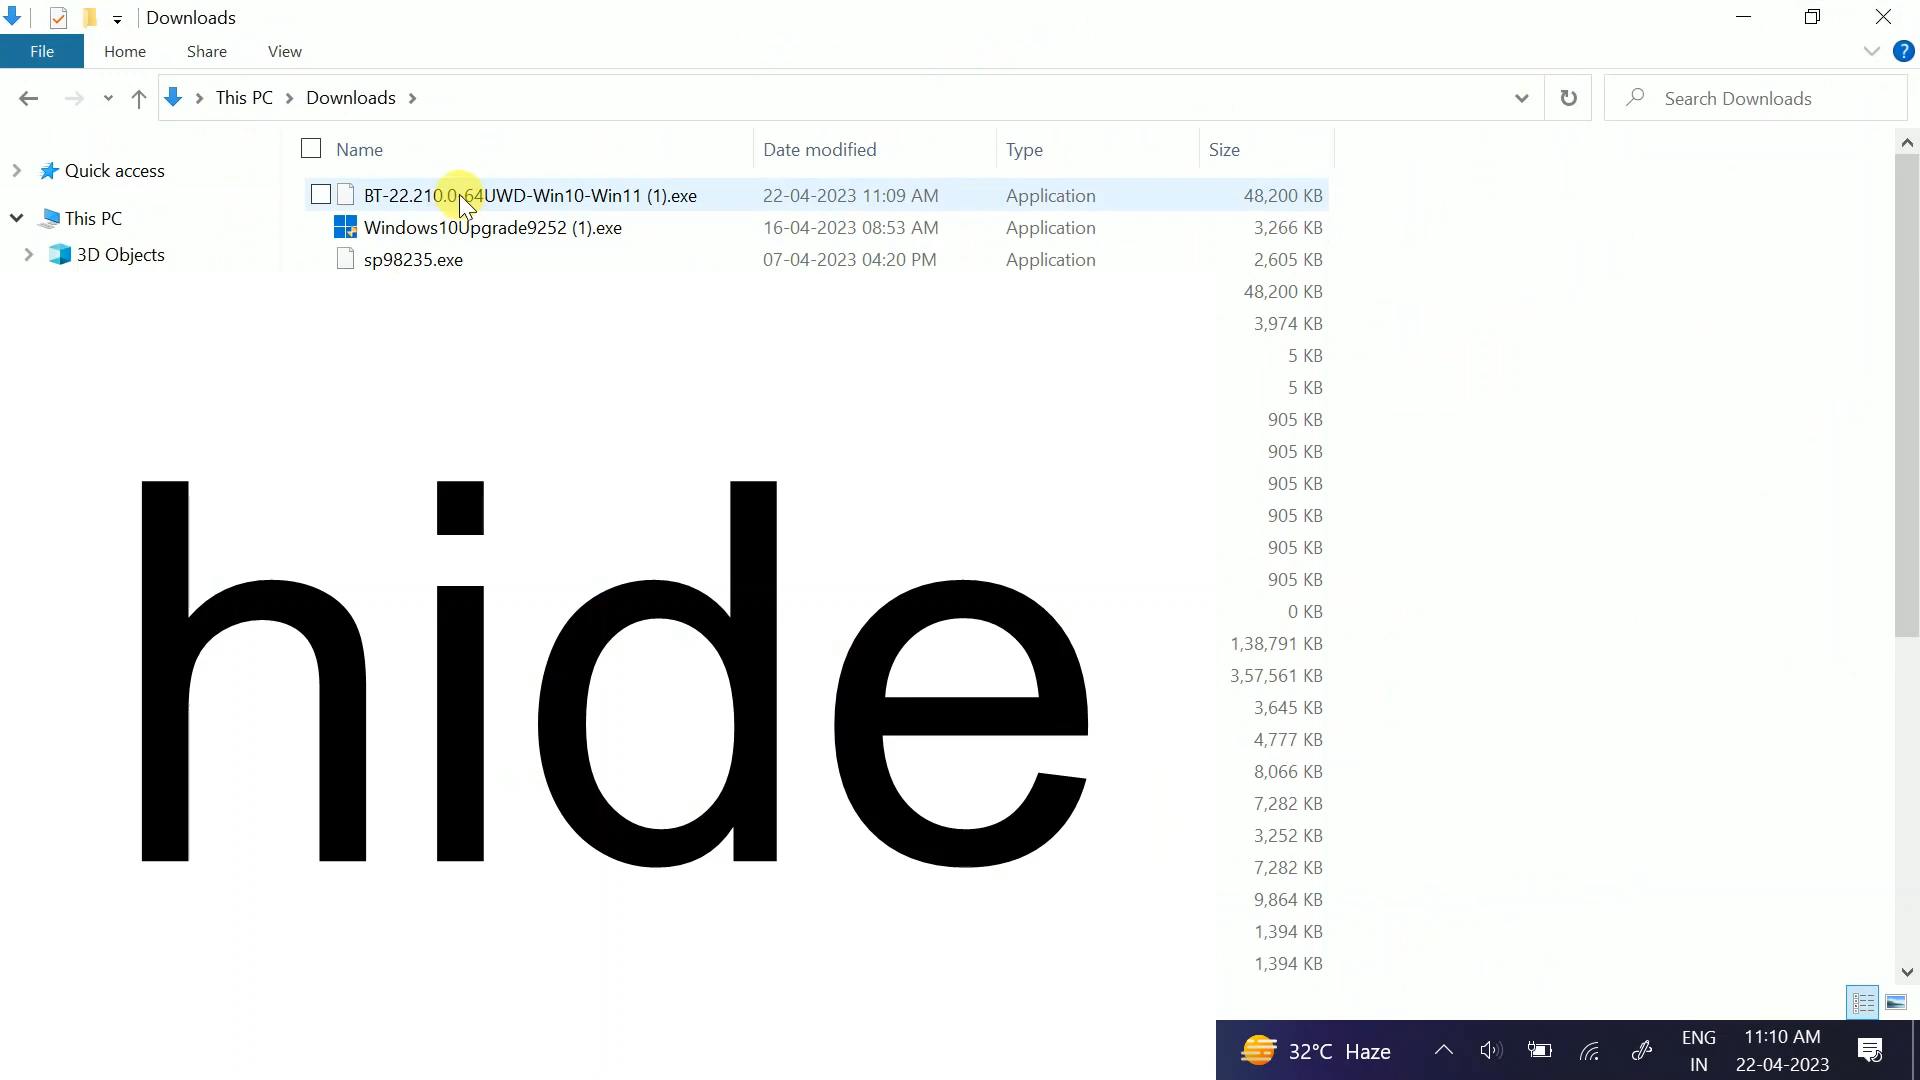 Downloads
File Home Share View ?
This PC Downloads Search Downloads
Name Date modified Type Size
Quick access
BT-22.210.0-64UWD-Win10-Win11 (1).exe 22-04-2023 11:09 AM Application 48,200 KB
This PC
Windows10Upgrade9252 (1).exe 16-04-2023 08:53 AM Application 3,266 KB
3D Objects
sp98235.exe 07-04-2023 04:20 PM Application 2,605 KB
48,200 KB
3,974 KB
5 KB
5 KB
905 KB
905 KB
905 KB
905 KB
905 KB
905 KB
0 KB
1,38,791 KB
3,57,561 KB
3,645 KB
4,777 KB
8,066 KB
7,282 KB
3,252 KB
7,282 KB
9,864 KB
1,394 KB
1,394 KB
hide
32°C Haze
ENG
IN
11:10 AM
22-04-2023